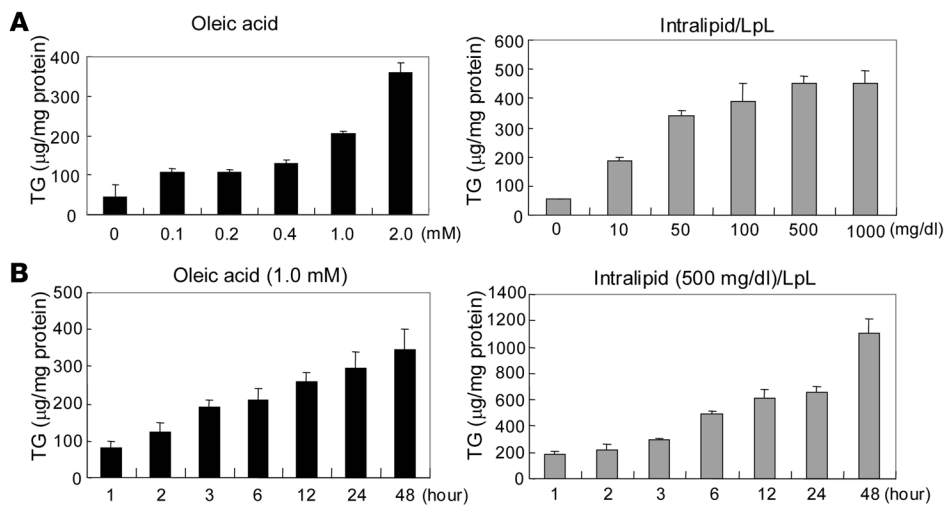 A
Oleic acid
TG (μg/mg protein)
400
300
200
100
0
0 0.1 0.2 0.4 1.0 2.0 (mM)
Intralipid/LpL
TG (μg/mg protein)
600
500
400
300
200
100
0
0 10 50 100 500 1000 (mg/dl)
B
Oleic acid (1.0 mM)
TG (μg/mg protein)
500
400
300
200
100
0
1 2 3 6 12 24 48 (hour)
Intralipid (500 mg/dl)/LpL
TG (μg/mg protein)
1400
1200
1000
800
600
400
200
0
1 2 3 6 12 24 48 (hour)